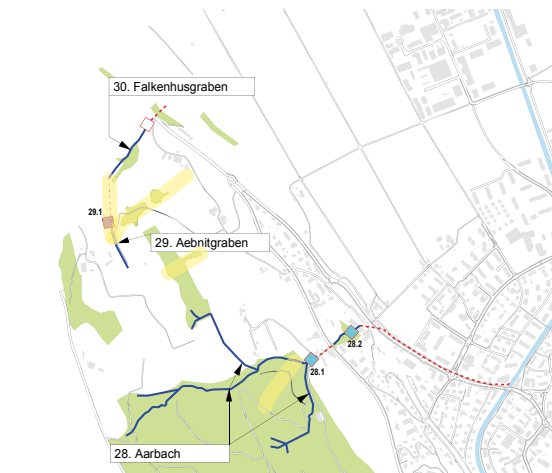 30. Falkenhusgraben
29.1
29. Aebnitgraben
28.2
28.1
28. Aarbach